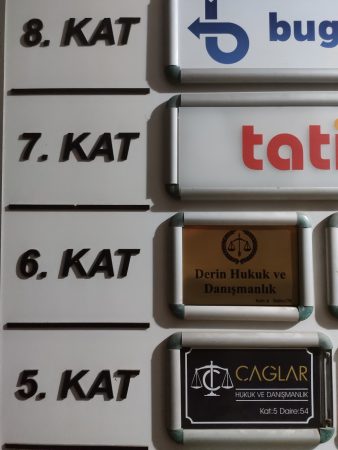 8. KAT
bug
7. KAT
tati
6. KAT
Derin Hukuk ve
Danışmanlık
5. KAT
ÇAĞLAR
HUKUK VE DANIŞMANLIK
Kat:5 Daire:54